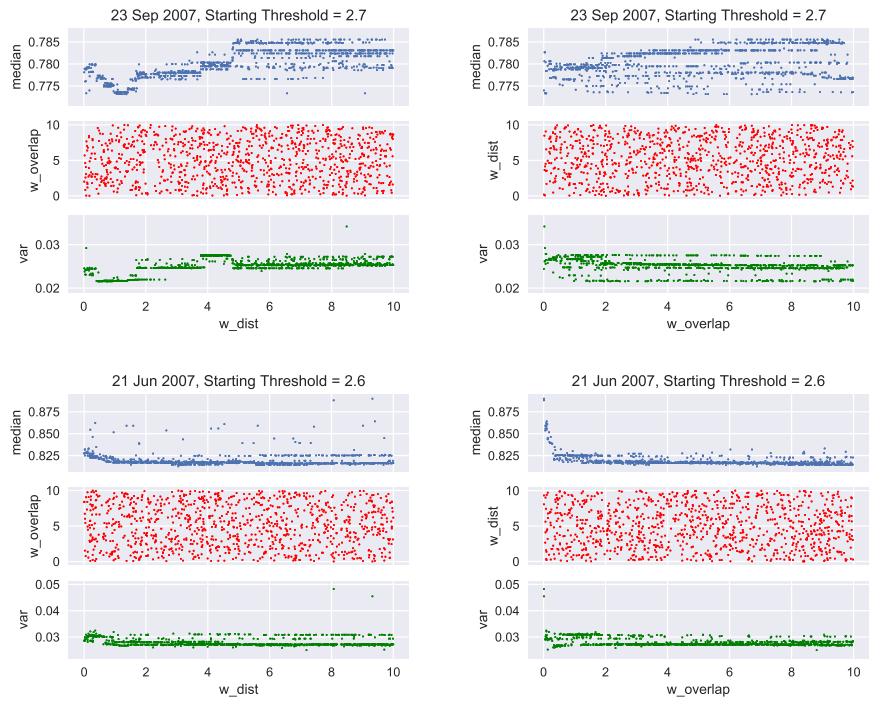 23 Sep 2007, Starting Threshold = 2.7
0.785
0.780
0.775
median
10
5
0
w_overlap
0.03
0.02
var
0 2 4 6 8 10
w_dist
23 Sep 2007, Starting Threshold = 2.7
0.785
0.780
0.775
median
10
5
0
w_dist
0.03
0.02
var
0 2 4 6 8 10
w_overlap
21 Jun 2007, Starting Threshold = 2.6
0.875
0.850
0.825
median
10
5
0
w_overlap
0.05
0.04
0.03
var
0 2 4 6 8 10
w_dist
21 Jun 2007, Starting Threshold = 2.6
0.875
0.850
0.825
median
10
5
0
w_dist
0.05
0.04
0.03
var
0 2 4 6 8 10
w_overlap